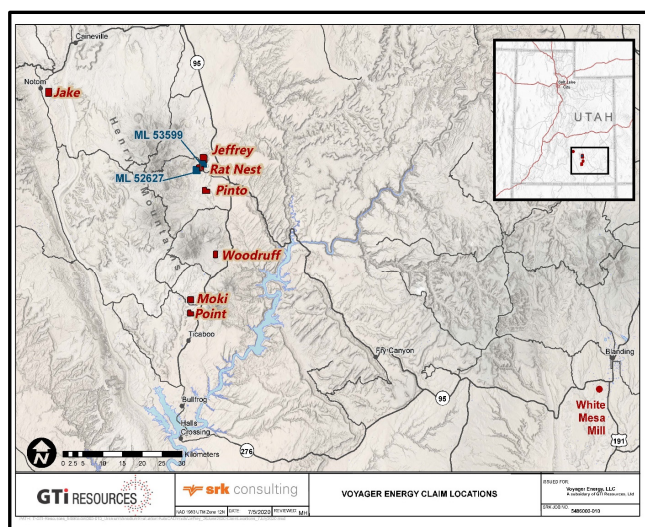 Caineville
95
Notom
Jake
Henry Mountains
ML 53599
Jeffrey
Rat Nest
ML 52627
Pinto
Woodruff
Moki
Point
Ticaboo
Salt Lake
City
UTAH
Fry Canyon
Blanding
95
White
Mesa
Mill
191
Bullfrog
Halls
Crossing
276
N
Kilometers
0 2.5 5 10 15 20 30
GTI RESOURCES
srk consulting
NAD 1983 UTM Zone 12N DATE: 7/5/2020 REVIEWED: MH
VOYAGER ENERGY CLAIM LOCATIONS
ISSUED FOR:
Voyager Energy, LLC
A subsidiary of GTI Resources, Ltd
SRK JOB NO.: